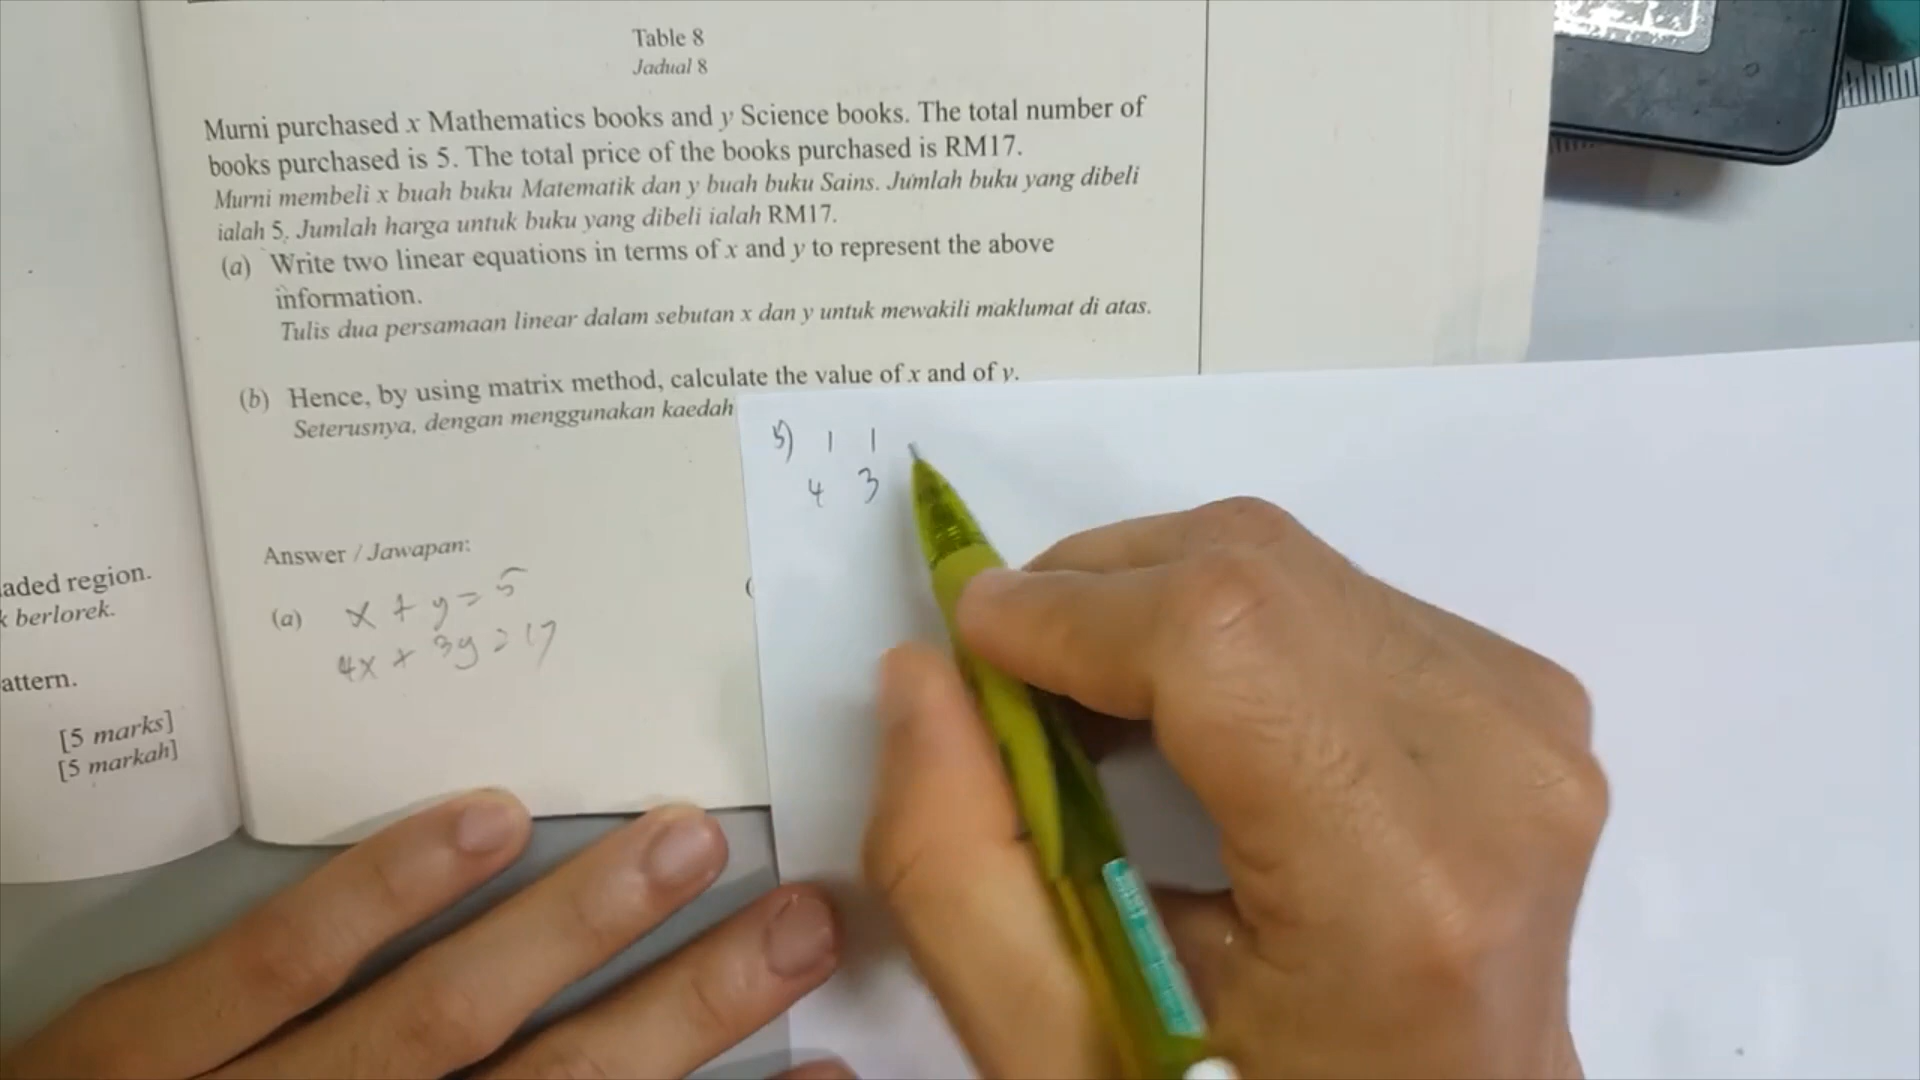 Table 8
Jadual 8
Murni purchased x Mathematics books and y Science books. The total number of
books purchased is 5. The total price of the books purchased is RM17.
Murni membeli x buah buku Matematik dan y buah buku Sains. Jumlah buku yang dibeli
ialah 5. Jumlah harga untuk buku yang dibeli ialah RM17.
(a) Write two linear equations in terms of x and y to represent the above
information.
Tulis dua persamaan linear dalam sebutan x dan y untuk mewakili maklumat di atas.
(b) Hence, by using matrix method, calculate the value of x and of y.
Seterusnya, dengan menggunakan kaedah
1 1
4 3
Answer / Jawapan:
(a) x + y = 5
4x + 3y = 17
aded region.
k berlorek.
attern.
[5 marks]
[5 markah]